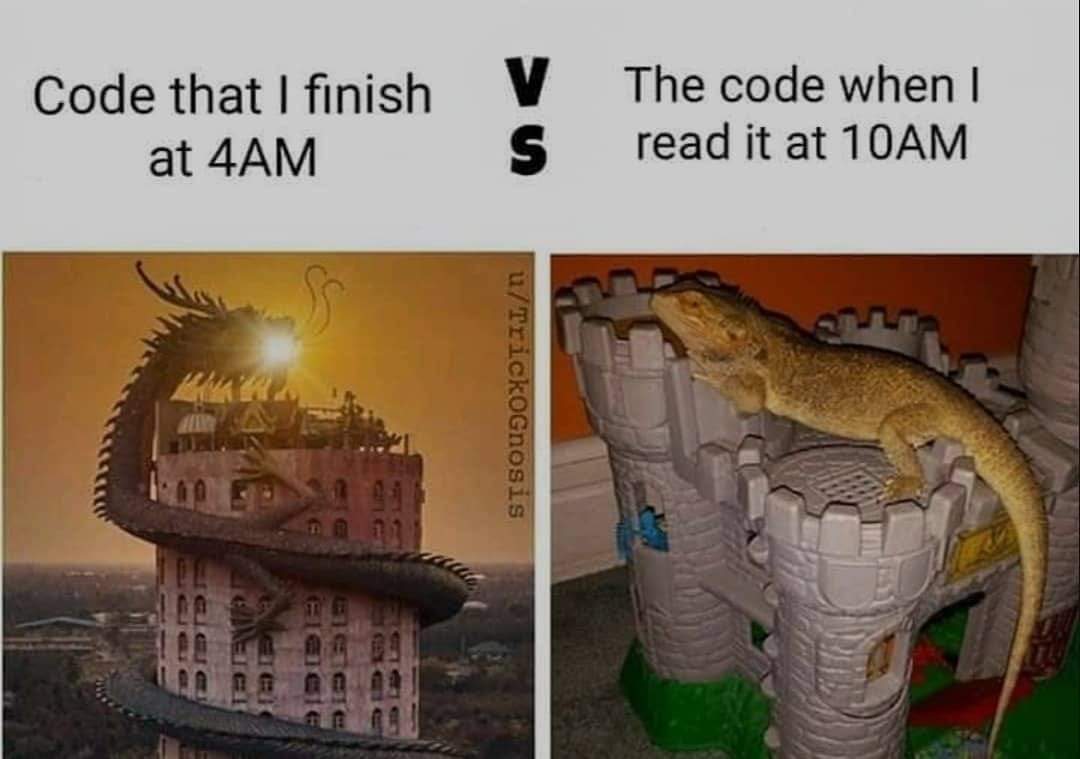 Code that I finish
at 4AM
V
S
The code when I
read it at 10AM
u/TrickOGnosis